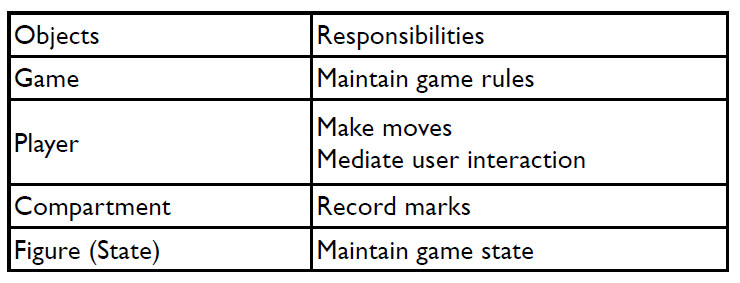 Objects Responsibilities
Game Maintain game rules
Player Make moves
Mediate user interaction
Compartment Record marks
Figure (State) Maintain game state